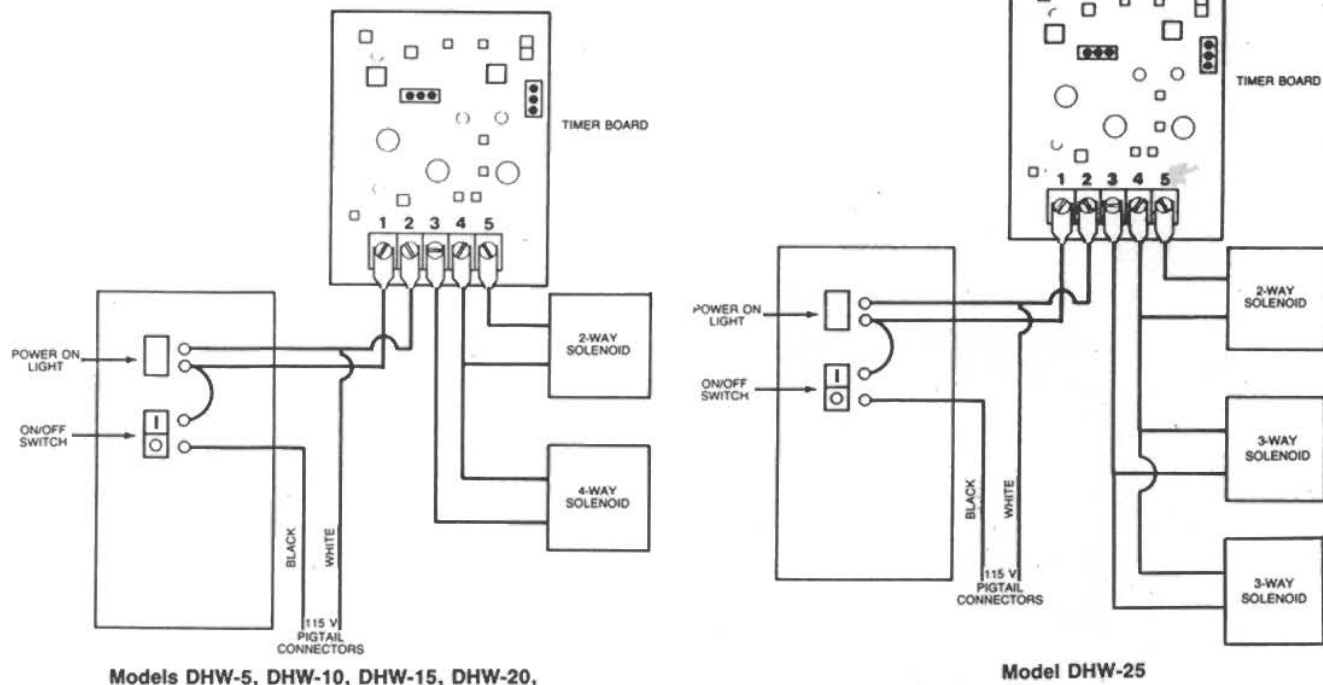 TIMER BOARD
1 2 3 4 5
POWER ON
LIGHT
ON/OFF
SWITCH
I
O
2-WAY
SOLENOID
4-WAY
SOLENOID
BLACK
WHITE
115 V
PIGTAIL
CONNECTORS
Models DHW-5, DHW-10, DHW-15, DHW-20,
TIMER BOARD
1 2 3 4 5
POWER ON
LIGHT
ON/OFF
SWITCH
I
O
2-WAY
SOLENOID
3-WAY
SOLENOID
3-WAY
SOLENOID
BLACK
WHITE
115 V
PIGTAIL
CONNECTORS
Model DHW-25